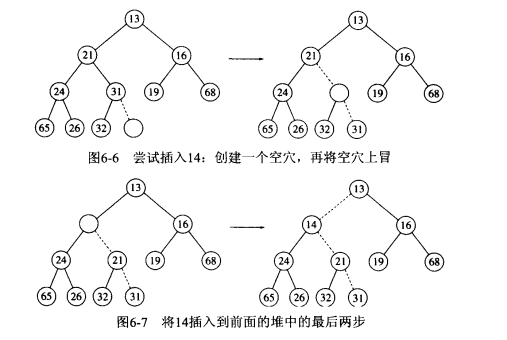 13 13
21 16 21 16
24 31 19 68 24 19 68
65 26 32 65 26 32 31
图6-6 尝试插入14：创建一个空穴，再将空穴上冒
13 13
16 14 16
24 21 19 68 24 21 19 68
65 26 32 31 65 26 32 31
图6-7 将14插入到前面的堆中的最后两步